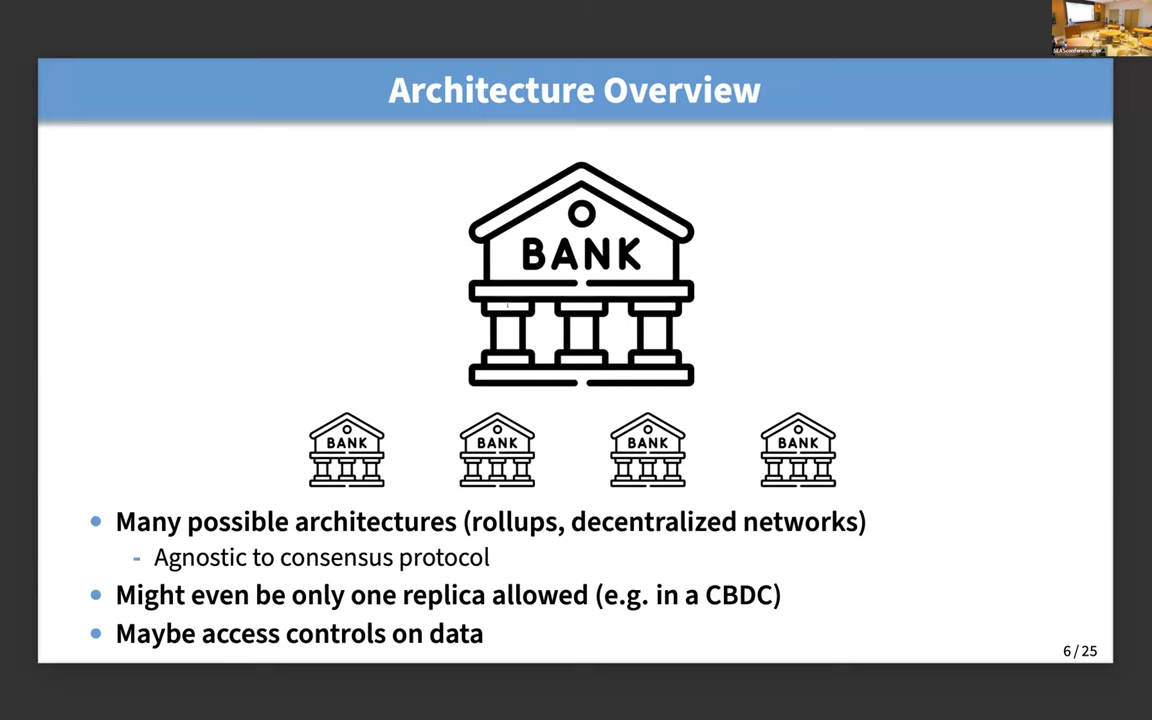 Architecture Overview
BANK
BANK
BANK
BANK
BANK
• Many possible architectures (rollups, decentralized networks)
- Agnostic to consensus protocol
• Might even be only one replica allowed (e.g. in a CBDC)
• Maybe access controls on data
6 / 25